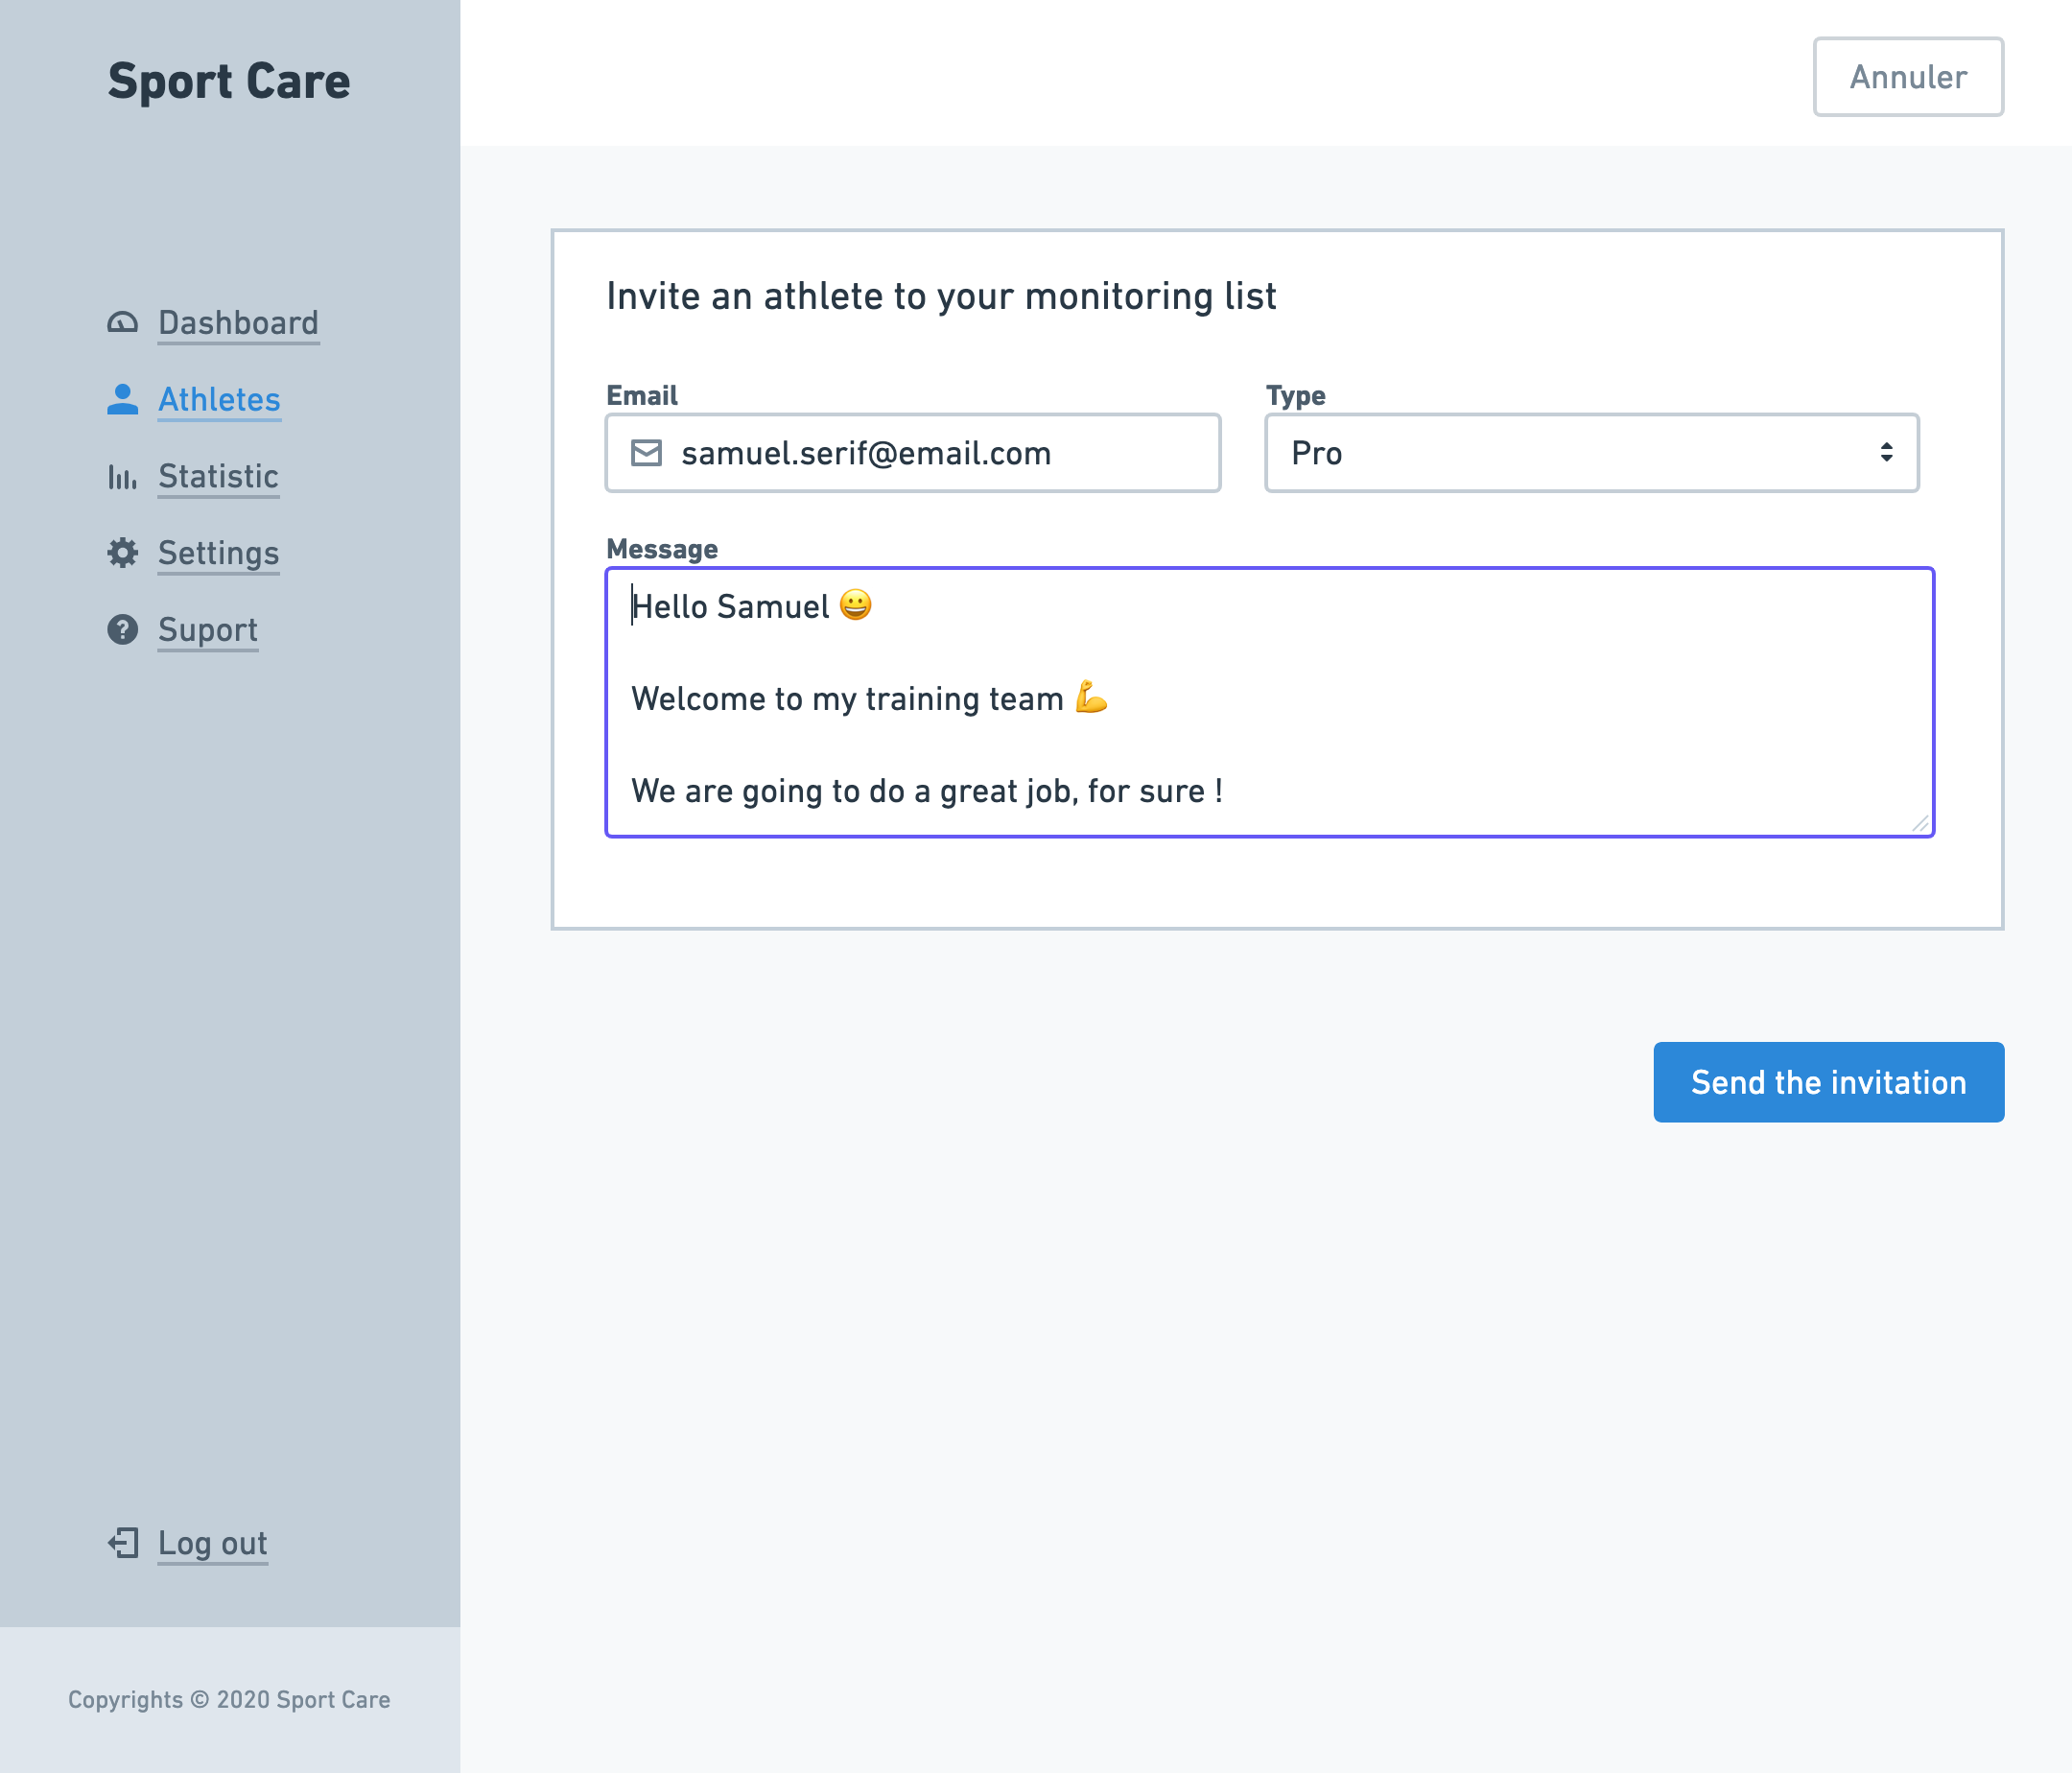 Sport Care
Annuler
Dashboard
Athletes
Statistic
Settings
Suport
Log out
Copyrights © 2020 Sport Care
Invite an athlete to your monitoring list
Email
samuel.serif@email.com
Type
Pro
Message
Hello Samuel 😀
Welcome to my training team 💪
We are going to do a great job, for sure !
Send the invitation